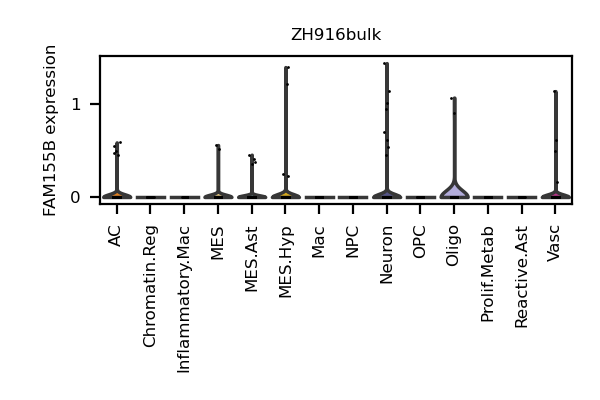 ZH916bulk
FAM155B expression
1
0
AC
Chromatin.Reg
Inflammatory.Mac
MES
MES.Ast
MES.Hyp
Mac
NPC
Neuron
OPC
Oligo
Prolif.Metab
Reactive.Ast
Vasc